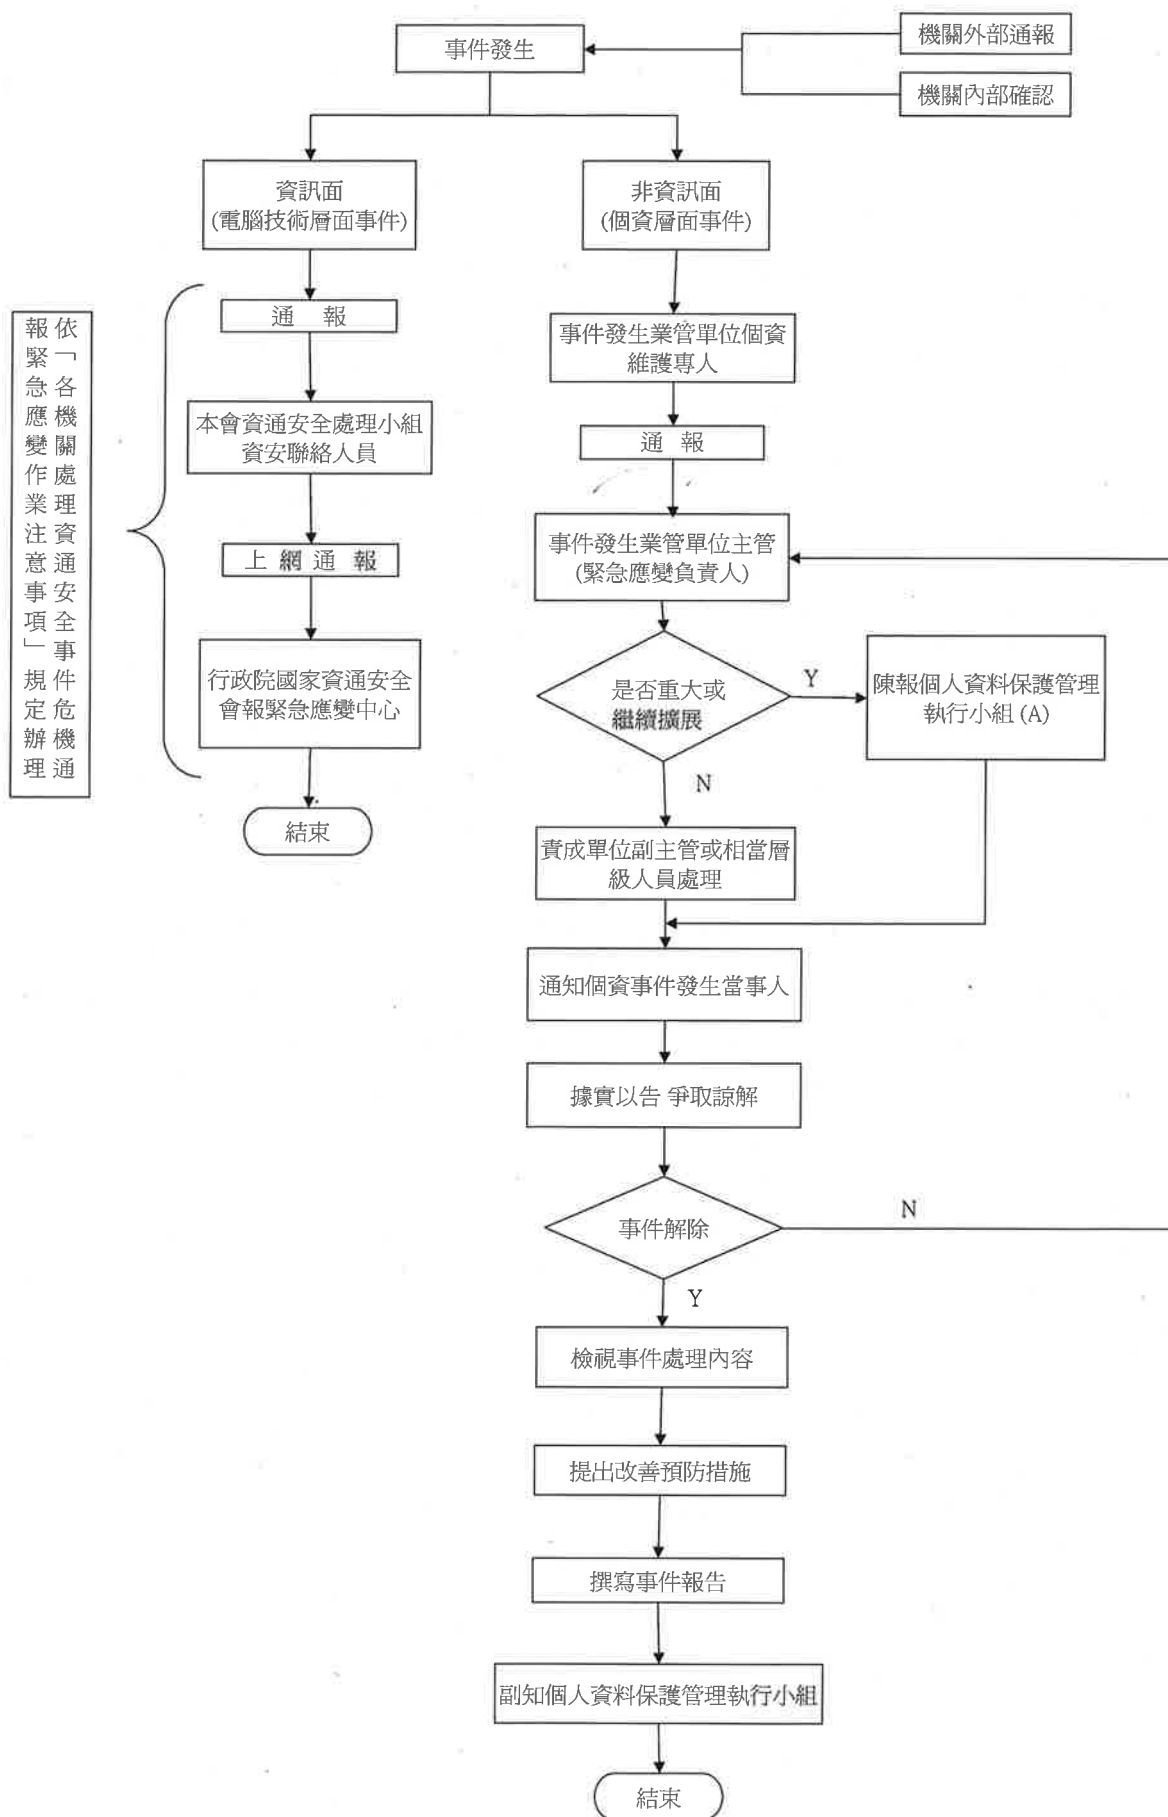 事件發生
機關外部通報
機關內部確認
資訊面
(電腦技術層面事件)
非資訊面
(個資層面事件)
依「各機關處理資通安全事件危機通
報緊急應變作業注意事項」規定辦理
通 報
本會資通安全處理小組
資安聯絡人員
上網通報
行政院國家資通安全
會報緊急應變中心
結束
事件發生業管單位個資
維護專人
通 報
事件發生業管單位主管
(緊急應變負責人)
是否重大或
繼續擴展
Y
陳報個人資料保護管理
執行小組(A)
N
責成單位副主管或相當層
級人員處理
通知個資事件發生當事人
據實以告 爭取諒解
事件解除
N
Y
檢視事件處理內容
提出改善預防措施
撰寫事件報告
副知個人資料保護管理執行小組
結束